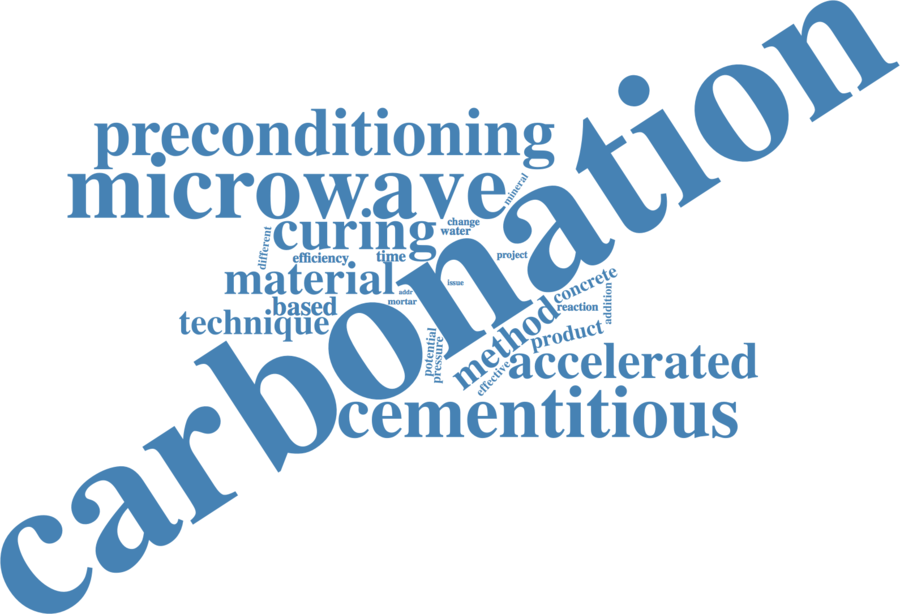 carbonation
preconditioning
microwave
mineral
curing
change
water
different
efficiency
time
project
material
addr
issue
mortar
concrete
reaction
addition
based
technique
method
product
potential
pressure
effective
accelerated
cementitious